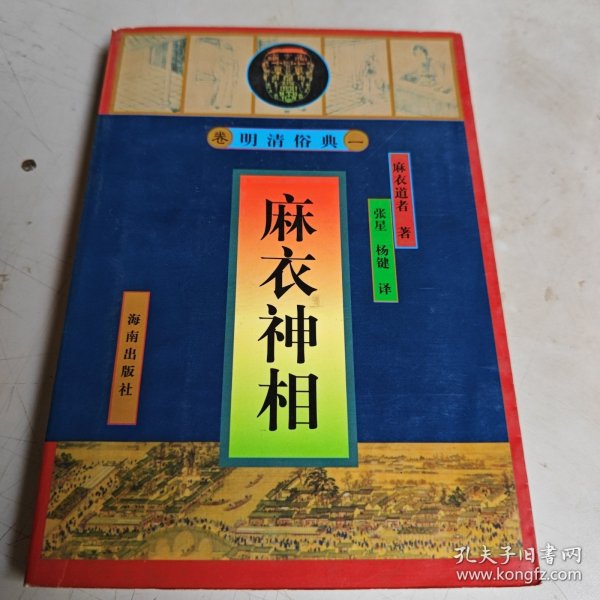 卷 明清俗典 一
麻衣道者 著
张星 杨健 译
麻衣神相
海南出版社
孔夫子旧书网
www.kongfz.com